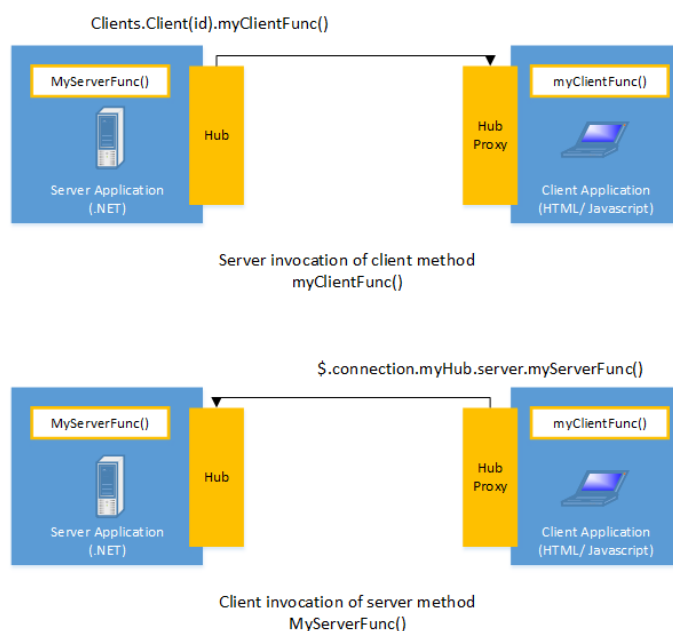 Clients.Client(id).myClientFunc()
MyServerFunc()
myClientFunc()
Hub
Hub
Proxy
Server Application
(.NET)
Client Application
(HTML/ Javascript)
Server invocation of client method
myClientFunc()
$.connection.myHub.server.myServerFunc()
MyServerFunc()
myClientFunc()
Hub
Hub
Proxy
Server Application
(.NET)
Client Application
(HTML/ Javascript)
Client invocation of server method
MyServerFunc()